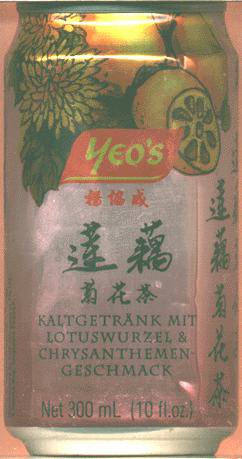 YEO'S
楊協成
蓮藕
菊花茶
KALTGETRÄNK MIT
LOTUSWURZEL &
CHRYSANTHEMEN-
GESCHMACK
Net 300 mL (10 fl.oz.)
蓮藕菊花茶